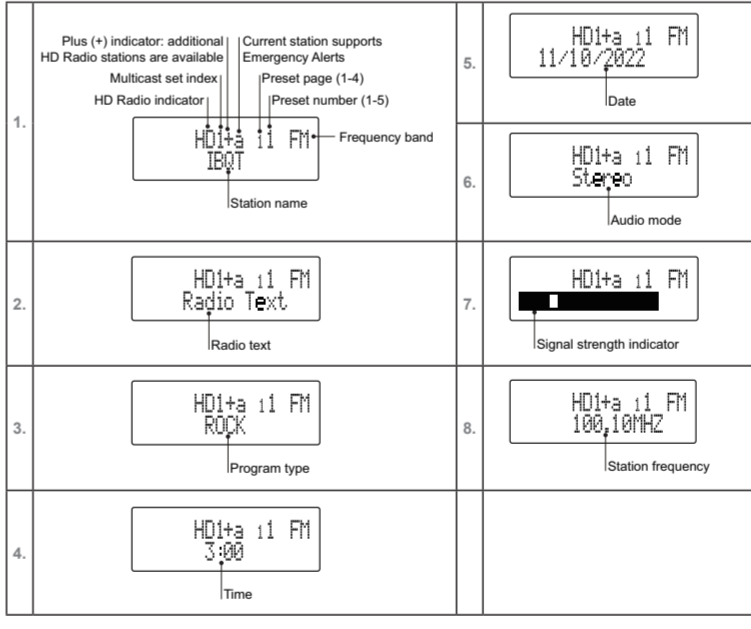 1.
Plus (+) indicator: additional
HD Radio stations are available
Current station supports
Emergency Alerts
Multicast set index
Preset page (1-4)
HD Radio indicator
Preset number (1-5)
HD1+a 11 FM
Frequency band
IBQT
Station name
2.
HD1+a 11 FM
Radio Text
Radio text
3.
HD1+a 11 FM
ROCK
Program type
4.
HD1+a 11 FM
3:00
Time
5.
HD1+a 11 FM
11/10/2022
Date
6.
HD1+a 11 FM
Stereo
Audio mode
7.
HD1+a 11 FM
Signal strength indicator
8.
HD1+a 11 FM
100.10MHZ
Station frequency